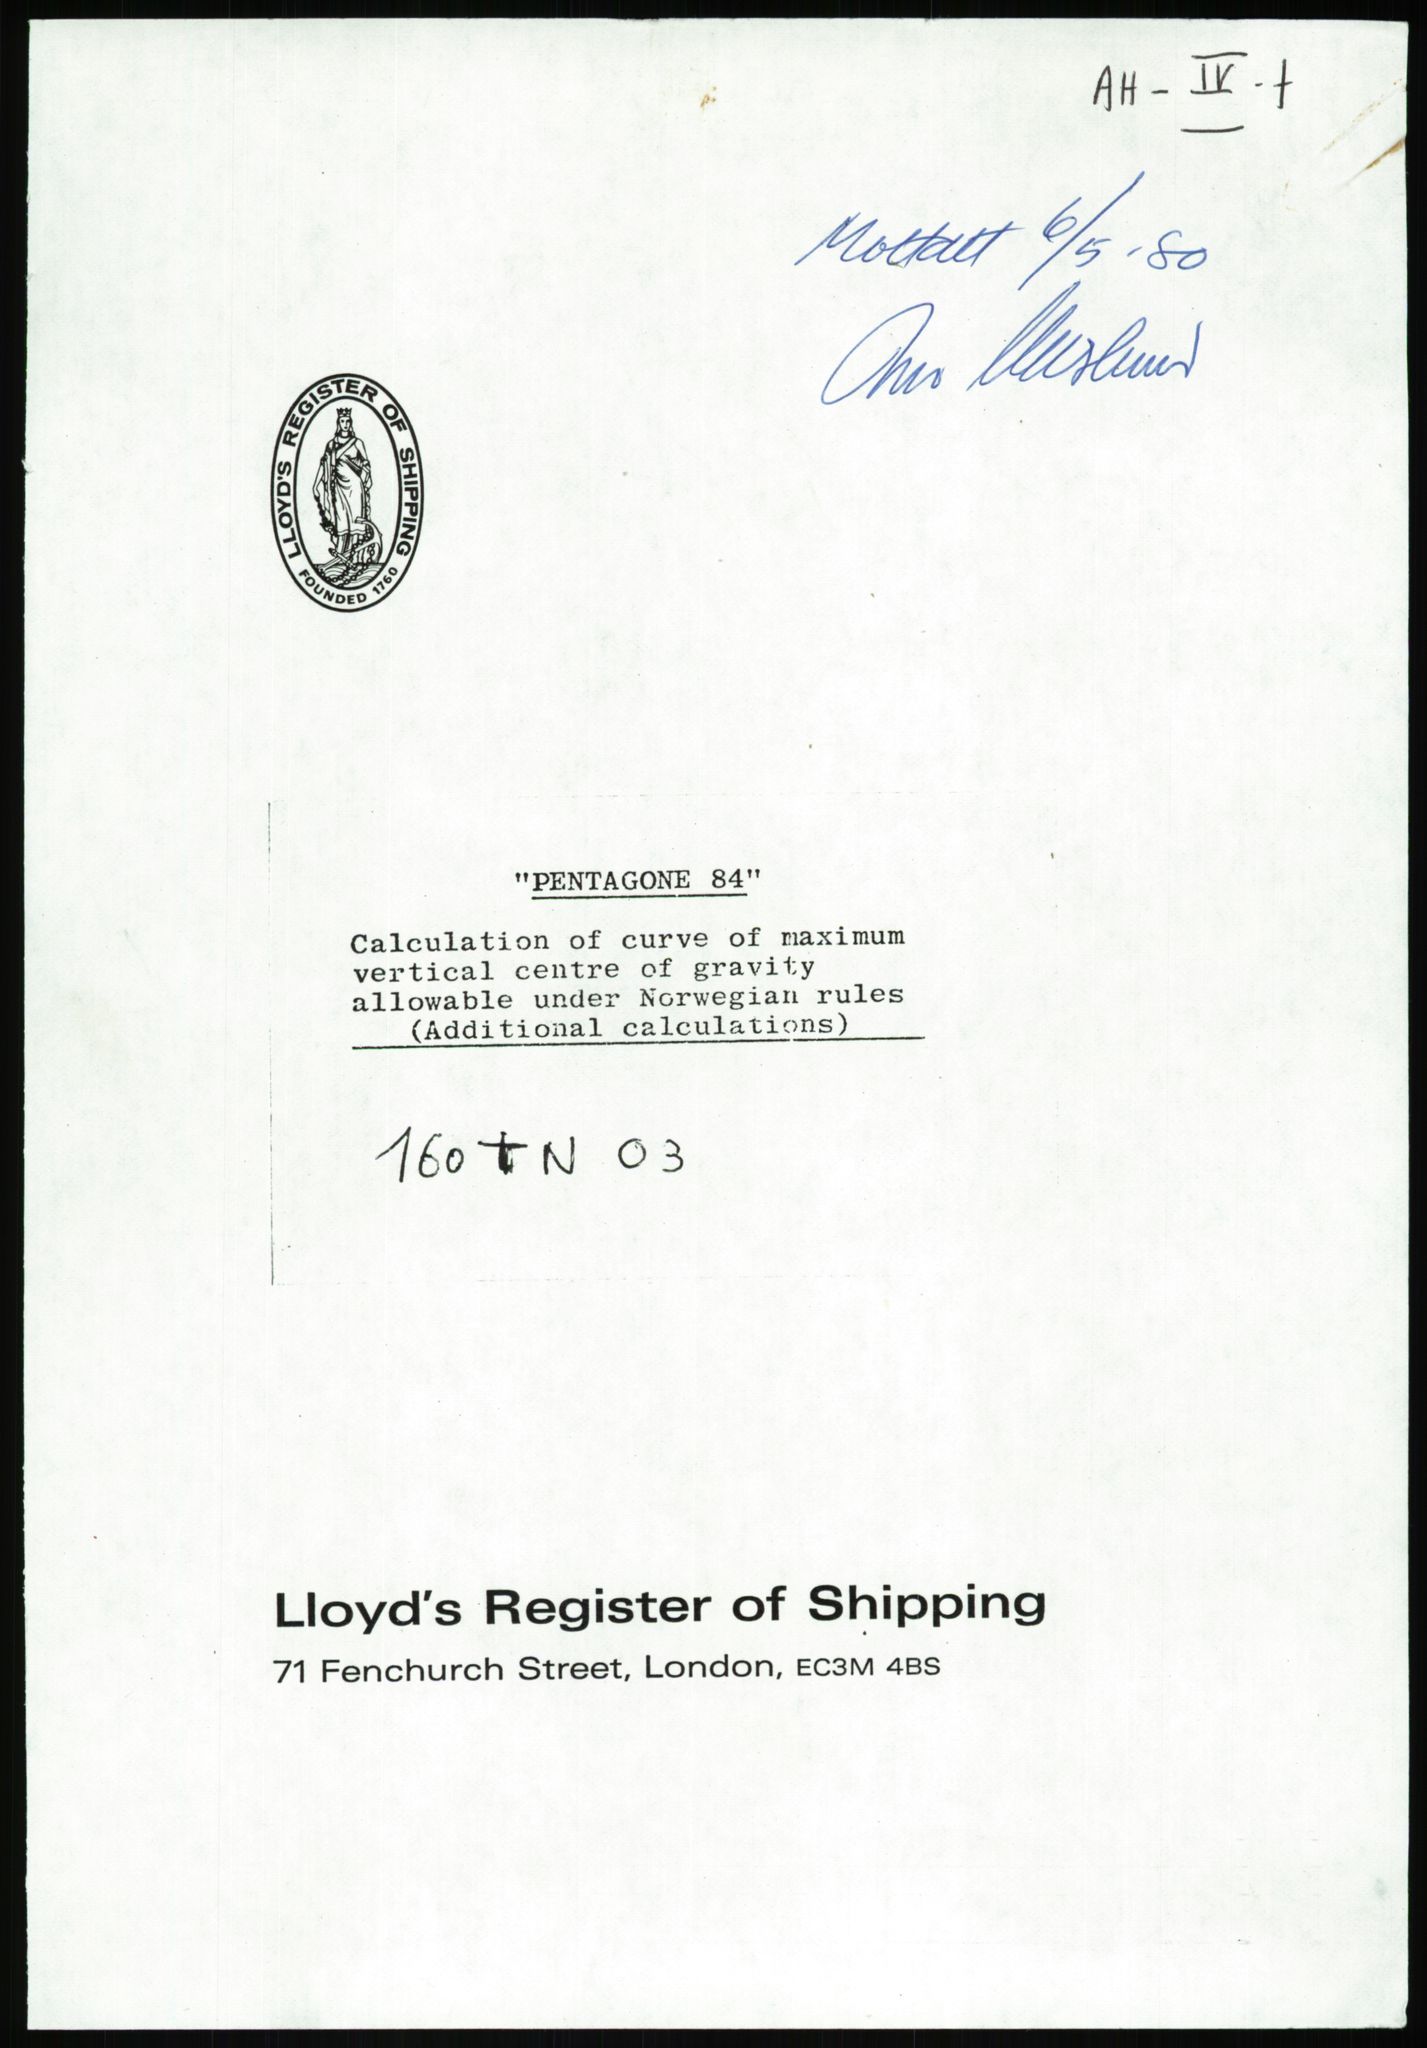 AH - IV - f
Mottatt 6/5 - 80
LLOYD'S REGISTER OF SHIPPING
FOUNDED 1760
"PENTAGONE 84"
Calculation of curve of maximum
vertical centre of gravity
allowable under Norwegian rules
(Additional calculations)
160 t N 03
Lloyd's Register of Shipping
71 Fenchurch Street, London, EC3M 4BS